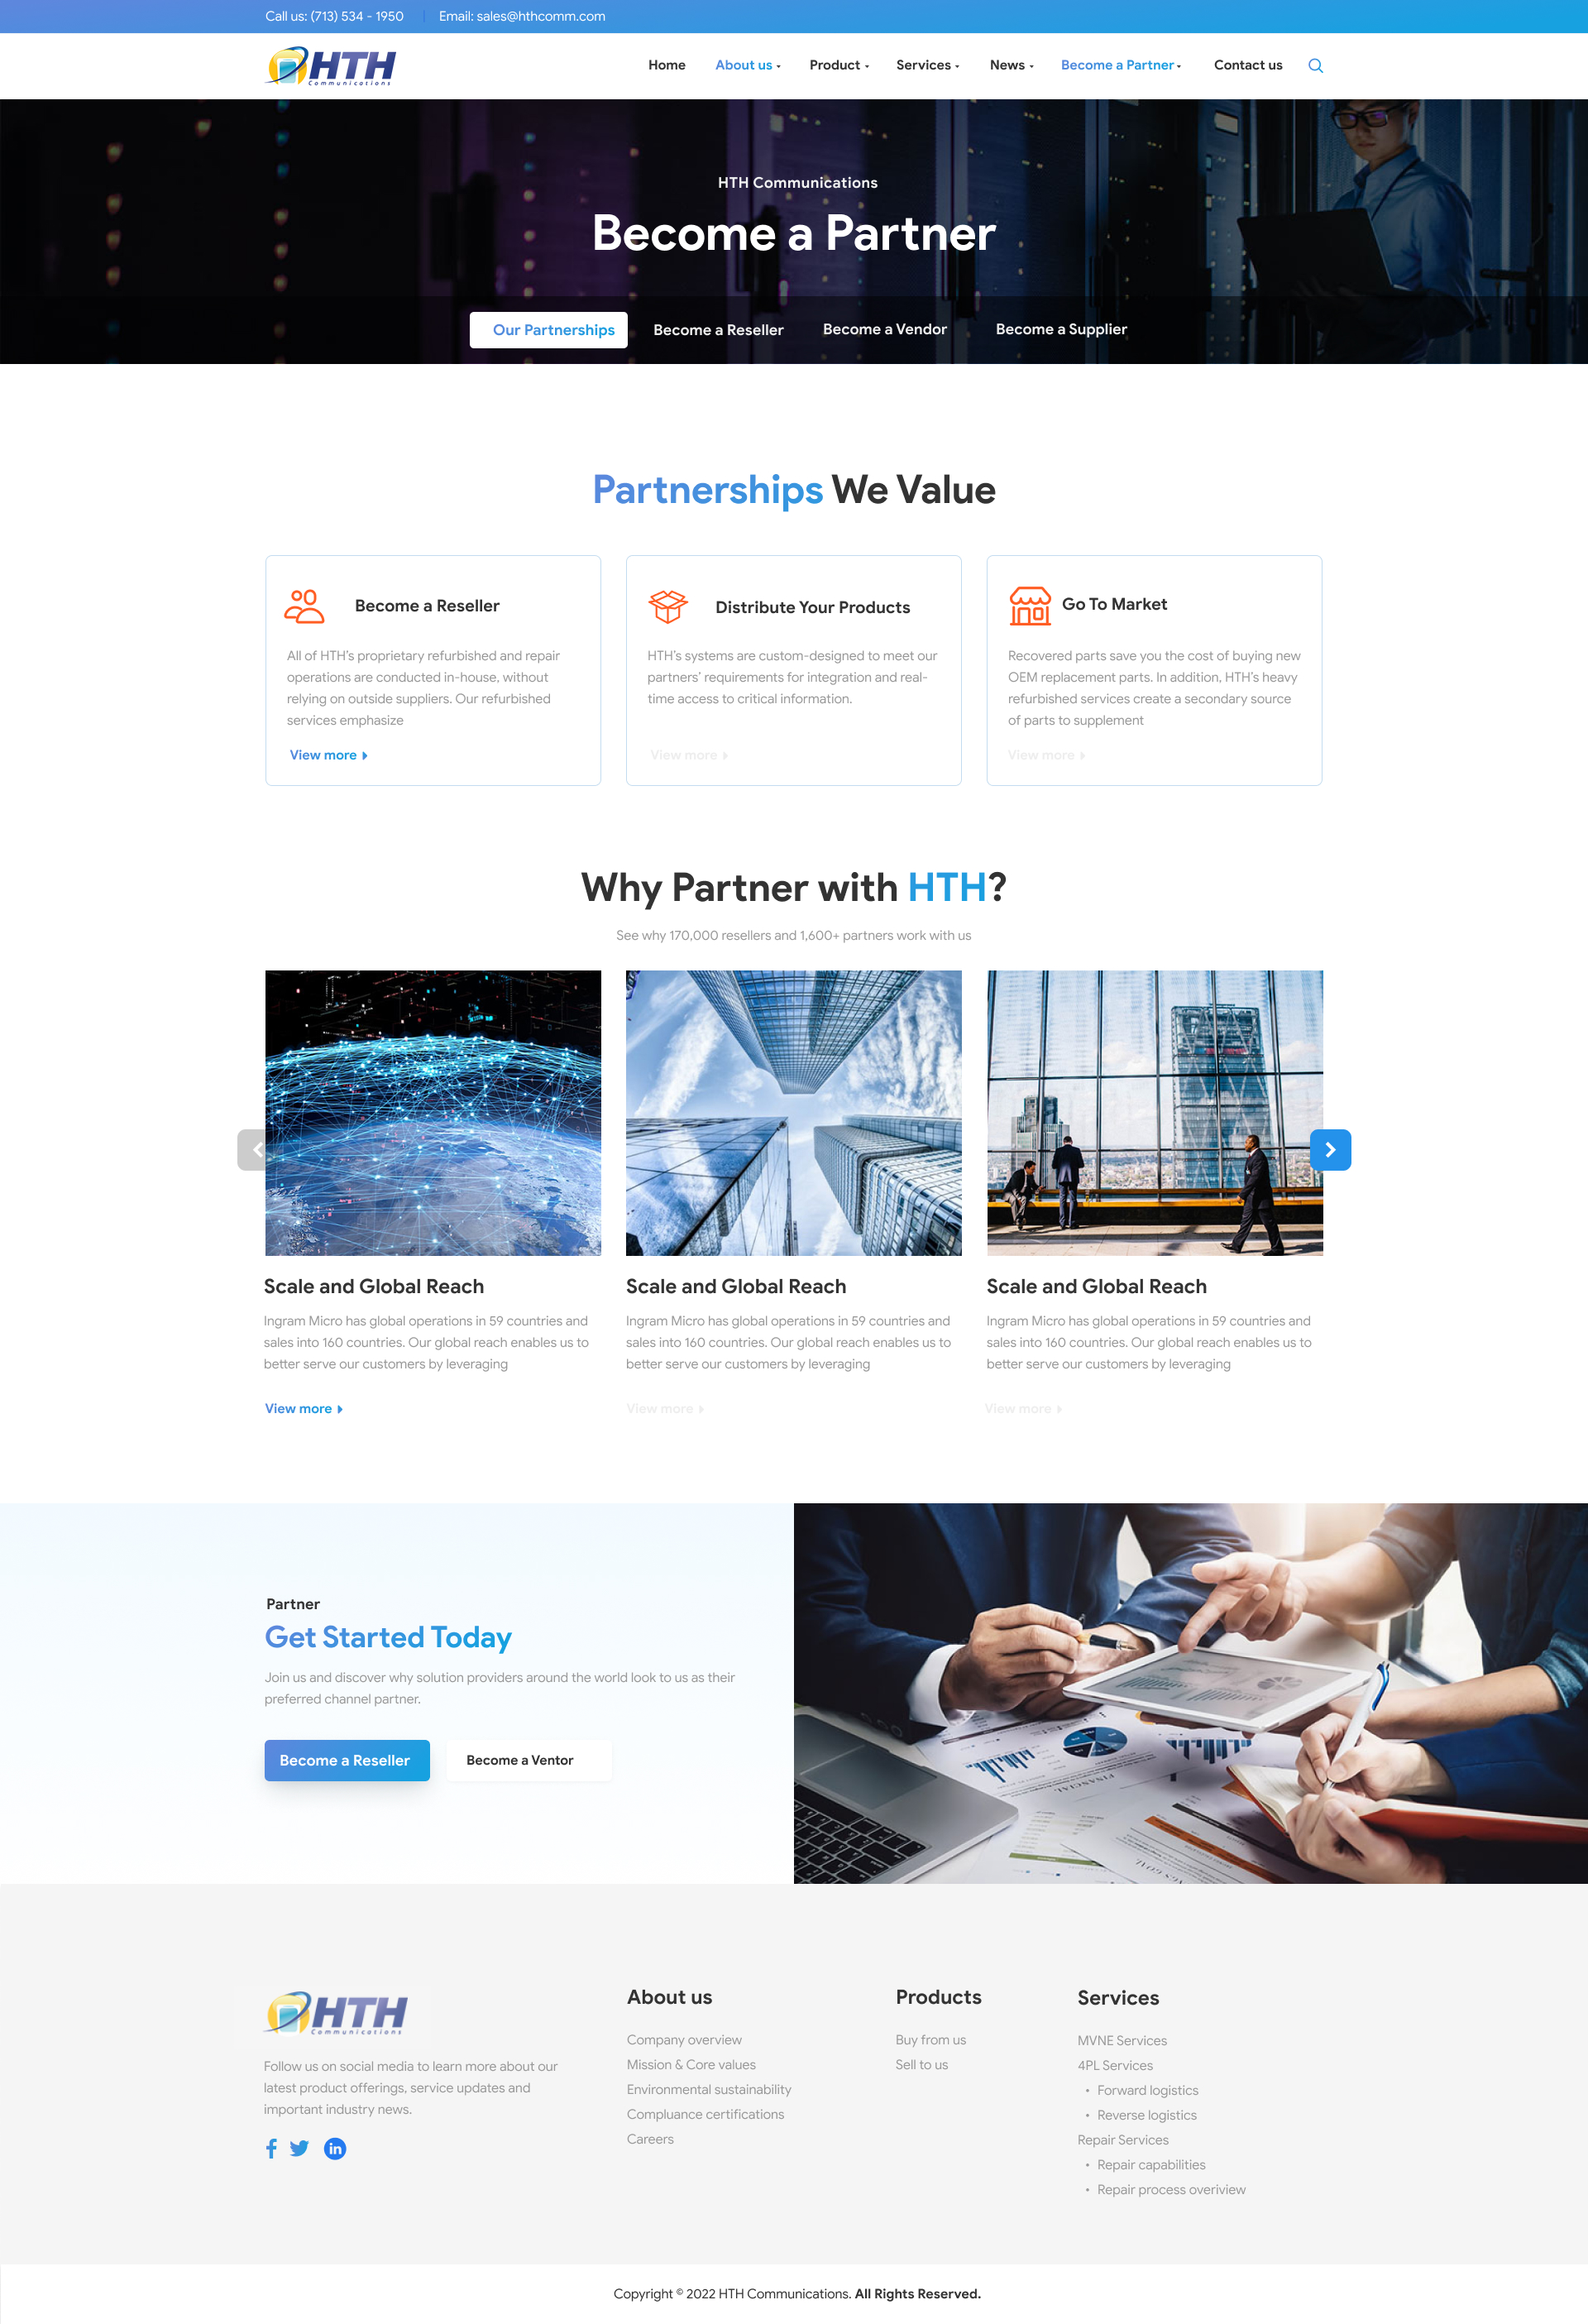 Call us: (713) 534 - 1950 | Email: sales@hthcomm.com
HTH
Communications
Home About us Product Services News Become a Partner Contact us
HTH Communications
Become a Partner
Our Partnerships Become a Reseller Become a Vendor Become a Supplier
Partnerships We Value
Become a Reseller
All of HTH's proprietary refurbished and repair
operations are conducted in-house, without
relying on outside suppliers. Our refurbished
services emphasize
View more
Distribute Your Products
HTH's systems are custom-designed to meet our
partners' requirements for integration and real-
time access to critical information.
View more
Go To Market
Recovered parts save you the cost of buying new
OEM replacement parts. In addition, HTH's heavy
refurbished services create a secondary source
of parts to supplement
View more
Why Partner with HTH?
See why 170,000 resellers and 1,600+ partners work with us
Scale and Global Reach
Ingram Micro has global operations in 59 countries and
sales into 160 countries. Our global reach enables us to
better serve our customers by leveraging
View more
Scale and Global Reach
Ingram Micro has global operations in 59 countries and
sales into 160 countries. Our global reach enables us to
better serve our customers by leveraging
View more
Scale and Global Reach
Ingram Micro has global operations in 59 countries and
sales into 160 countries. Our global reach enables us to
better serve our customers by leveraging
View more
Partner
Get Started Today
Join us and discover why solution providers around the world look to us as their
preferred channel partner.
Become a Reseller Become a Ventor
HTH
Communications
Follow us on social media to learn more about our
latest product offerings, service updates and
important industry news.
in
About us
Company overview
Mission & Core values
Environmental sustainability
Compluance certifications
Careers
Products
Buy from us
Sell to us
Services
MVNE Services
4PL Services
• Forward logistics
• Reverse logistics
Repair Services
• Repair capabilities
• Repair process overiview
Copyright © 2022 HTH Communications. All Rights Reserved.